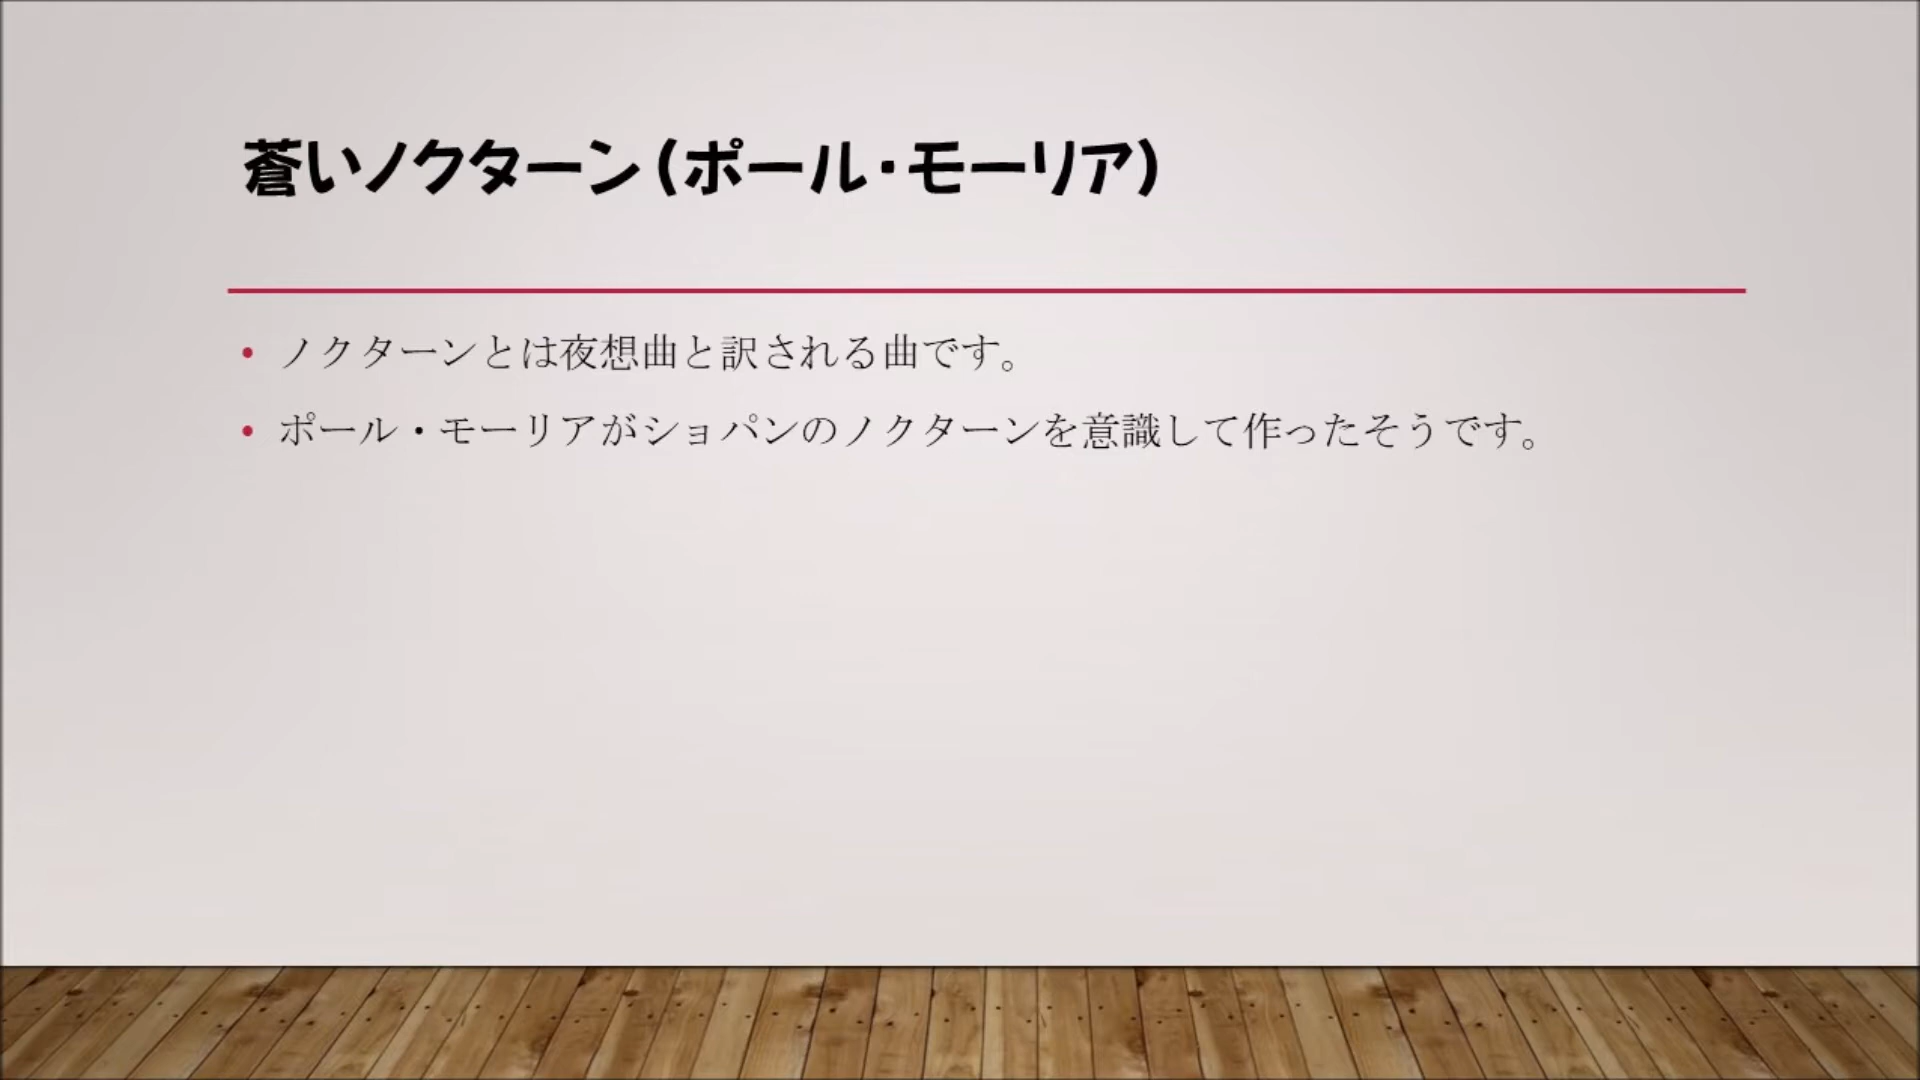 蒼いノクターン(ポール・モーリア)
• ノクターンとは夜想曲と訳される曲です。
• ポール・モーリアがショパンのノクターンを意識して作ったそうです。